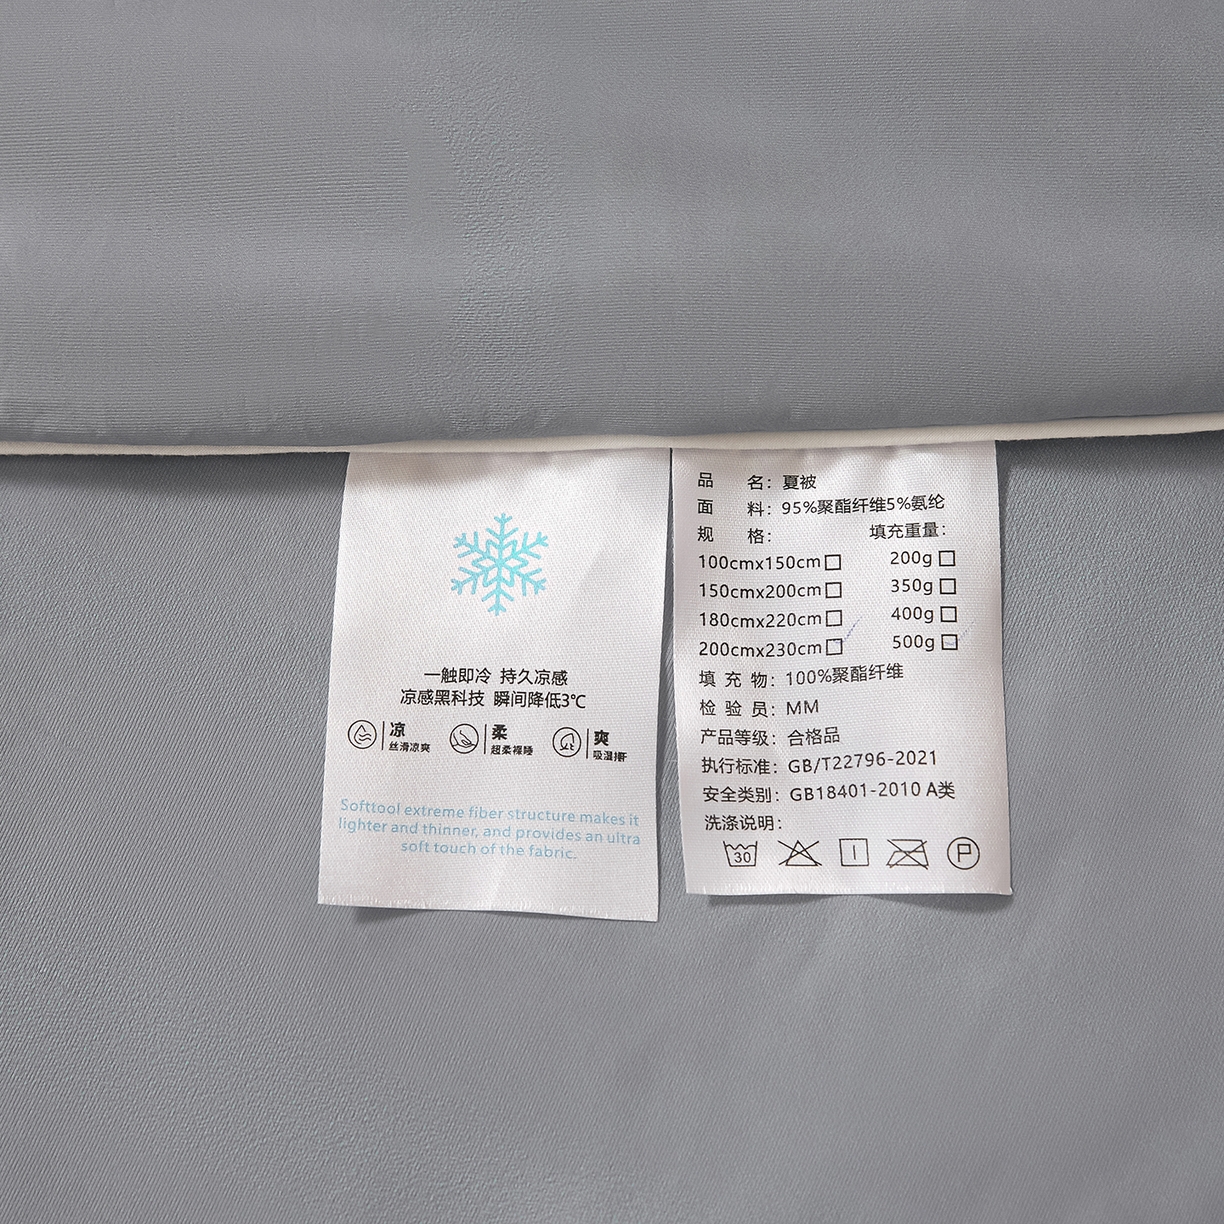 一触即冷 持久凉感
凉感黑科技 瞬间降低3℃
凉
丝滑凉爽
柔
超柔裸睡
爽
吸湿排汗
Softtool extreme fiber structure makes it
lighter and thinner, and provides an ultra
soft touch of the fabric.
品 名：夏被
面 料：95%聚酯纤维5%氨纶
规 格： 填充重量：
100cmx150cm 200g
150cmx200cm 350g
180cmx220cm 400g
200cmx230cm 500g
填 充 物：100%聚酯纤维
检 验 员：MM
产品等级：合格品
执行标准：GB/T22796-2021
安全类别：GB18401-2010 A类
洗涤说明：
30 P